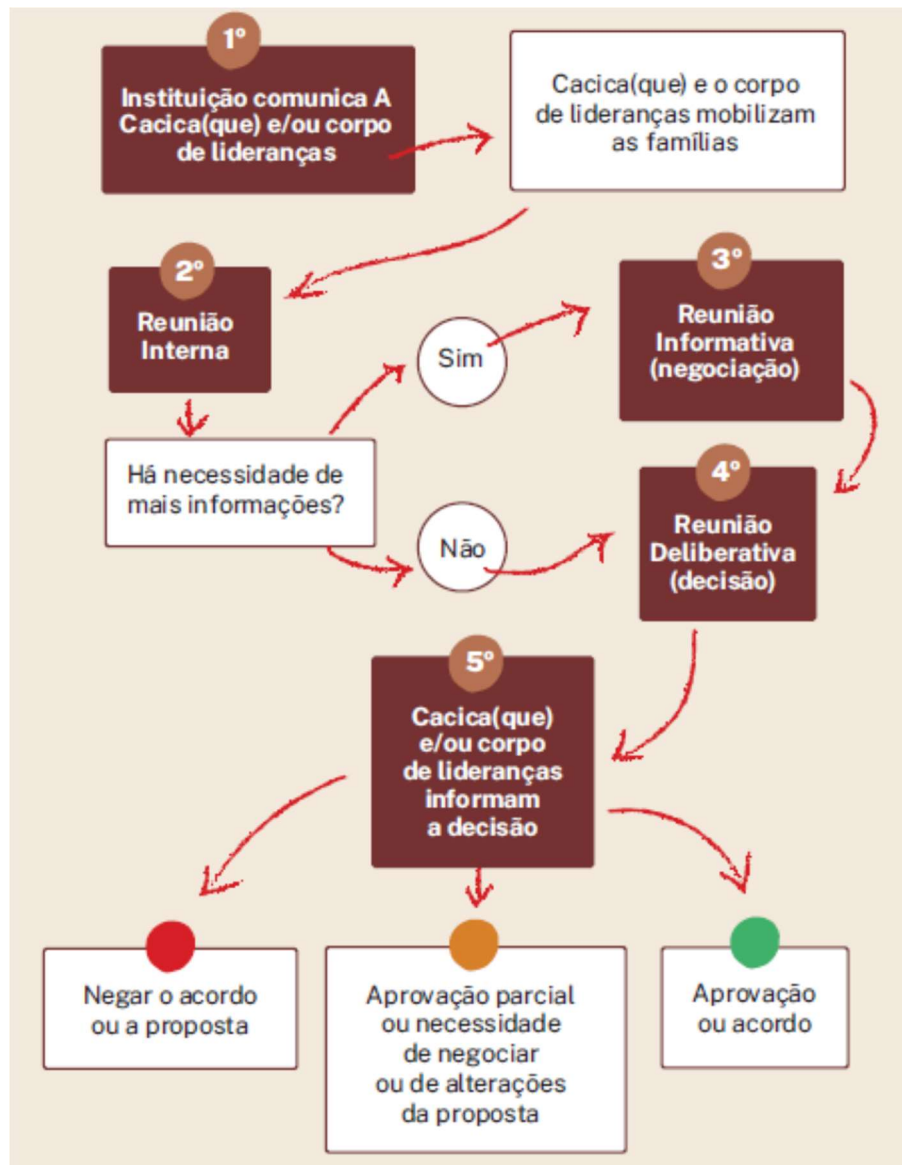 1º
Instituição comunica A
Cacica(que) e/ou corpo
de lideranças
Cacica(que) e o corpo
de lideranças mobilizam
as famílias
2º
Reunião
Interna
Há necessidade de
mais informações?
Sim
Não
3º
Reunião
Informativa
(negociação)
4º
Reunião
Deliberativa
(decisão)
5º
Cacica(que)
e/ou corpo
de lideranças
informam
a decisão
Negar o acordo
ou a proposta
Aprovação parcial
ou necessidade
de negociar
ou de alterações
da proposta
Aprovação
ou acordo